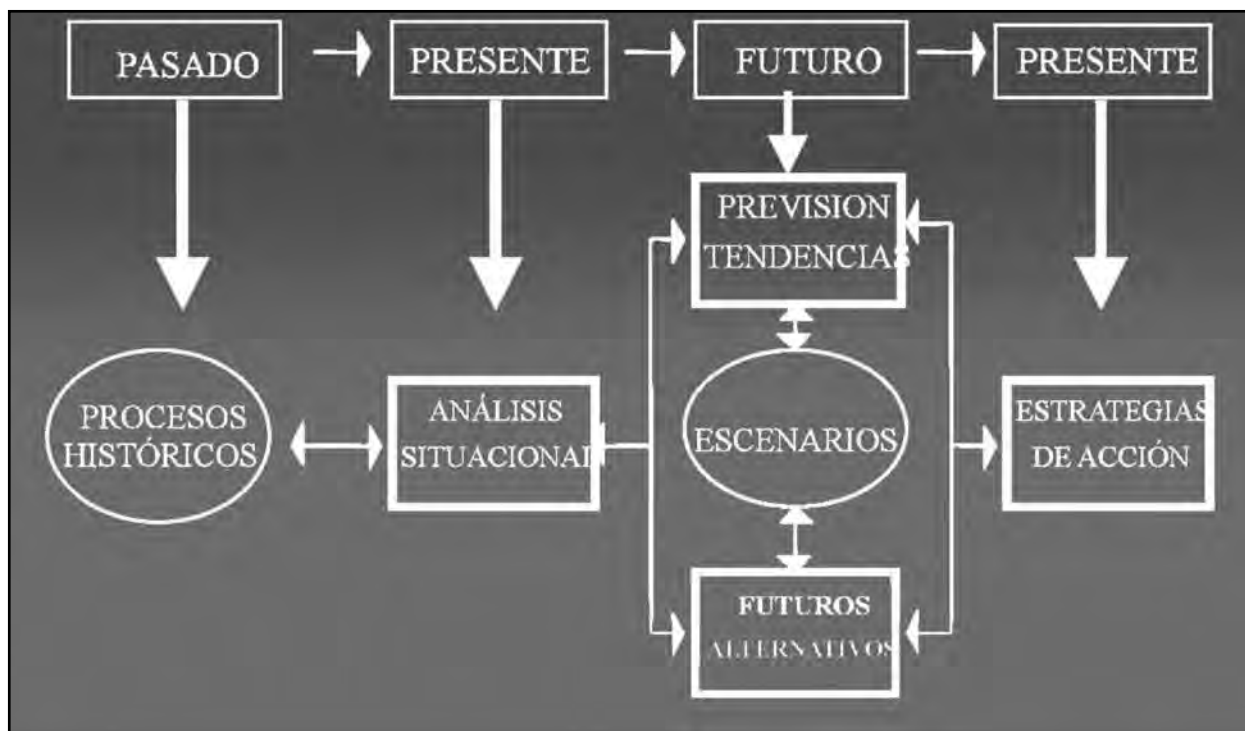 PASADO
PRESENTE
FUTURO
PRESENTE
PREVISION
TENDENCIAS
PROCESOS
HISTÓRICOS
ANÁLISIS
SITUACIONAL
ESCENARIOS
ESTRATEGIAS
DE ACCIÓN
FUTUROS
ALTERNATIVOS